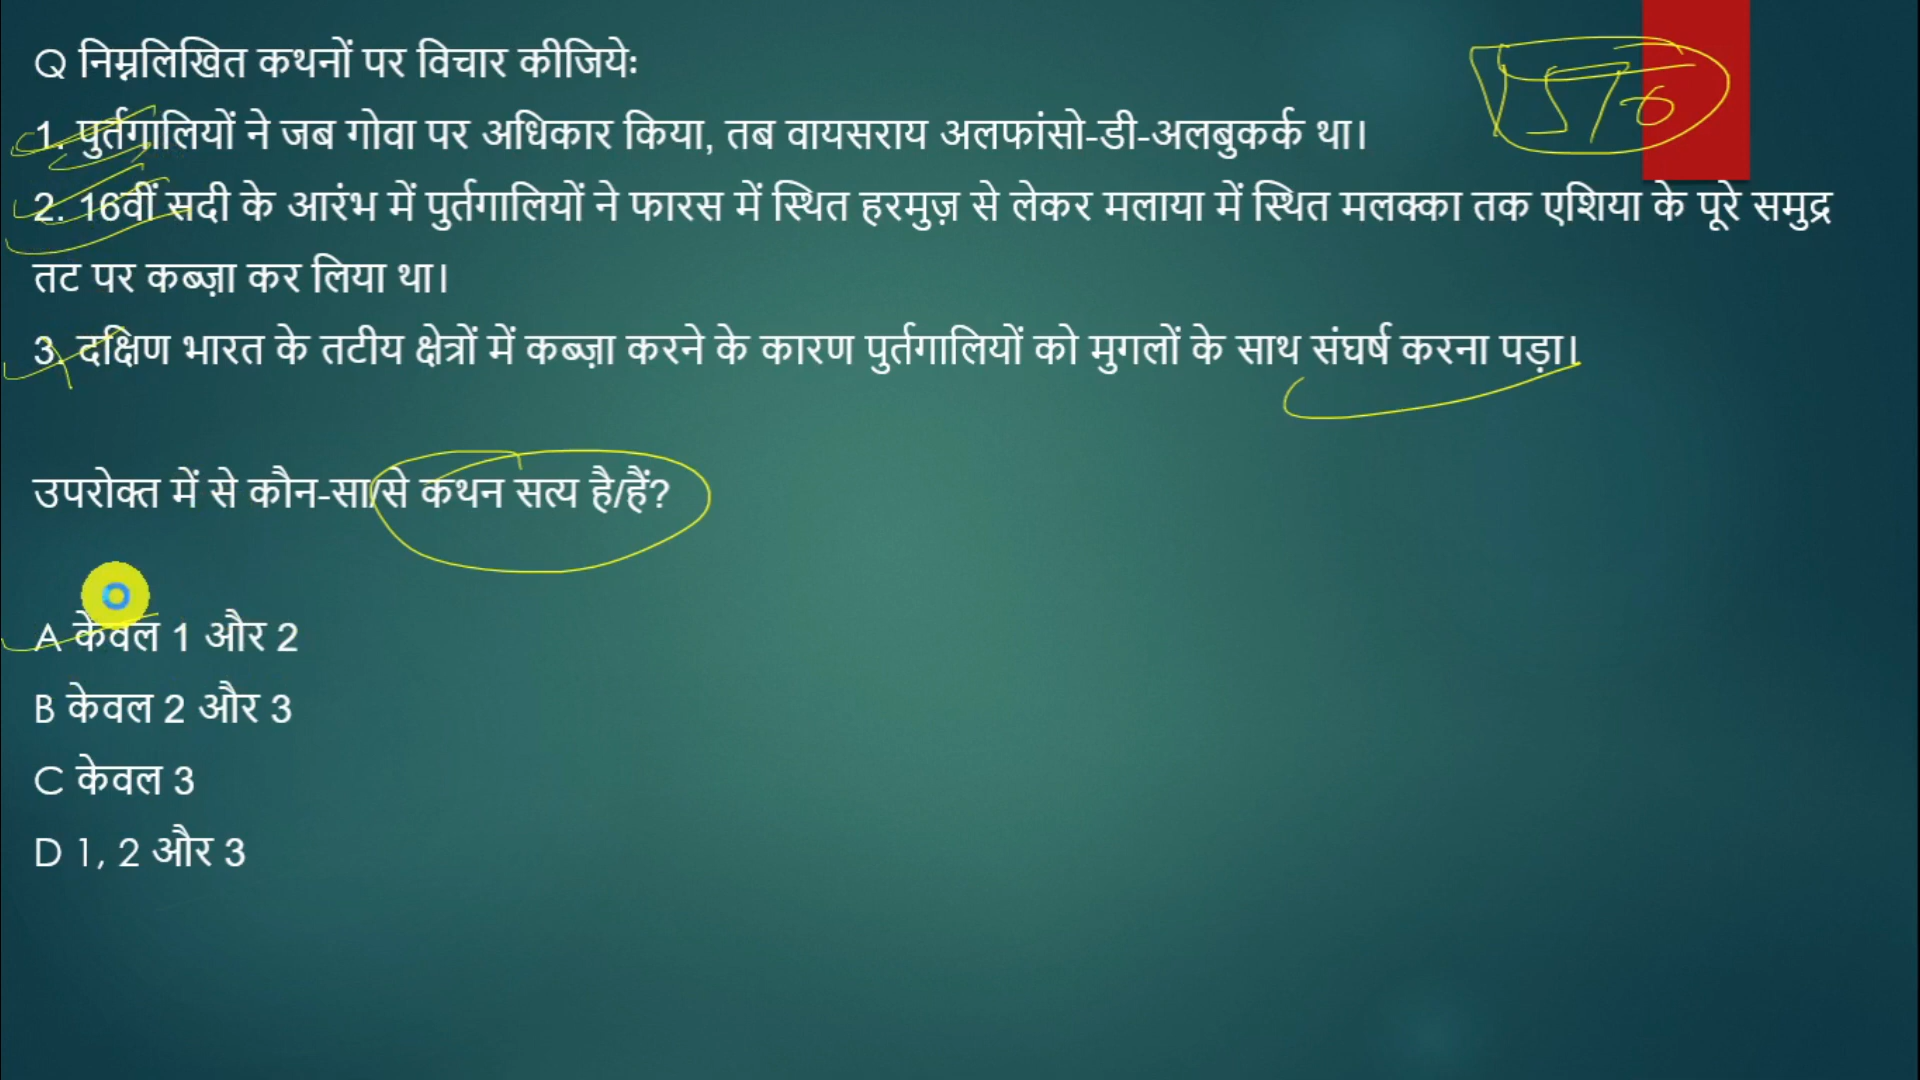 Q निम्नलिखित कथनों पर विचार कीजियेः
1. पुर्तगालियों ने जब गोवा पर अधिकार किया, तब वायसराय अलफांसो-डी-अलबुकर्क था।
2. 16वीं सदी के आरंभ में पुर्तगालियों ने फारस में स्थित हरमुज़ से लेकर मलाया में स्थित मलक्का तक एशिया के पूरे समुद्र
तट पर कब्ज़ा कर लिया था।
3. दक्षिण भारत के तटीय क्षेत्रों में कब्ज़ा करने के कारण पुर्तगालियों को मुगलों के साथ संघर्ष करना पड़ा।
उपरोक्त में से कौन-सा/से कथन सत्य है/हैं?
A केवल 1 और 2
B केवल 2 और 3
C केवल 3
D 1, 2 और 3